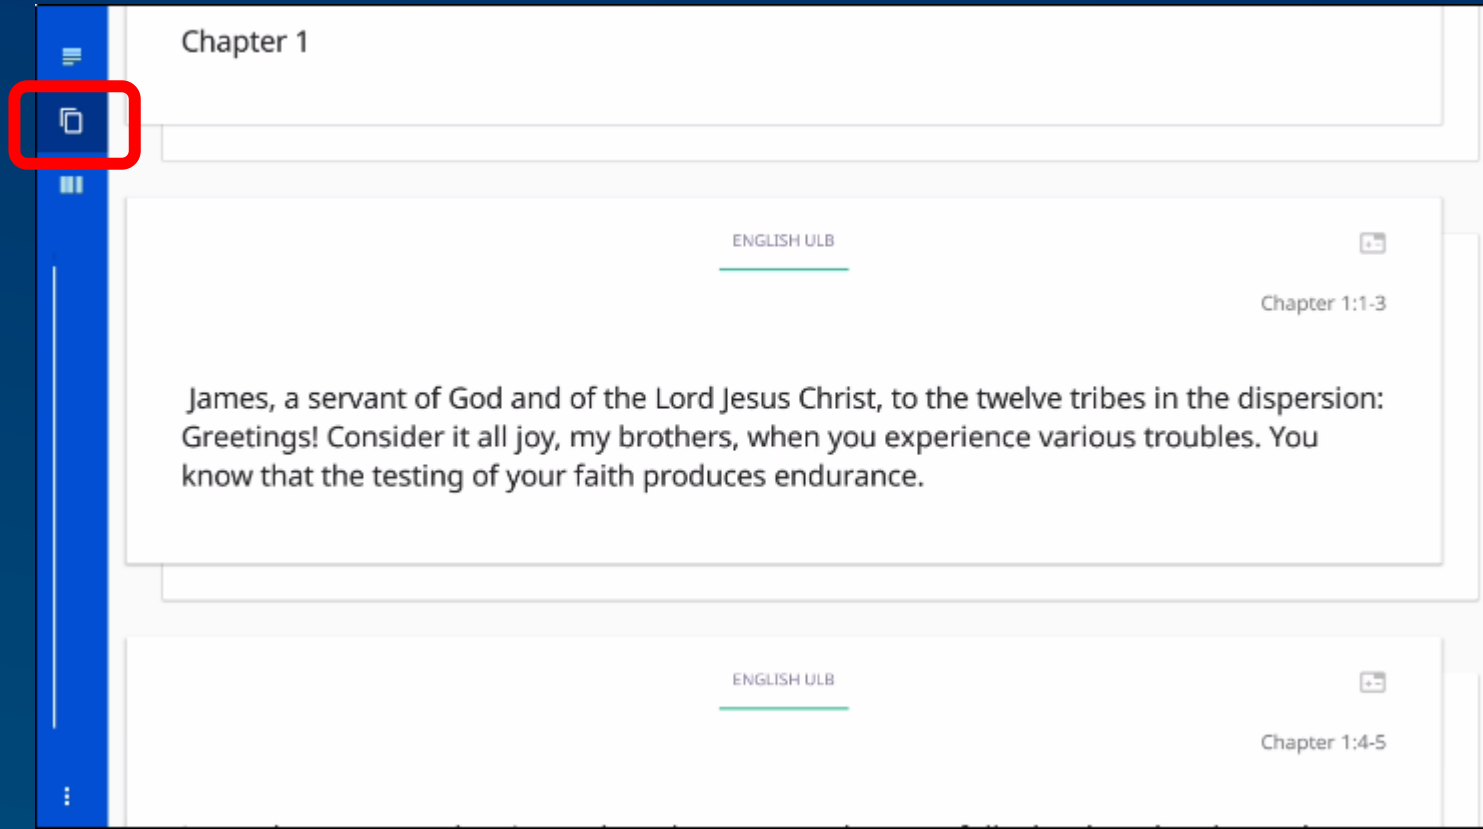 Chapter 1
ENGLISH ULB
Chapter 1:1-3
James, a servant of God and of the Lord Jesus Christ, to the twelve tribes in the dispersion:
Greetings! Consider it all joy, my brothers, when you experience various troubles. You
know that the testing of your faith produces endurance.
ENGLISH ULB
Chapter 1:4-5